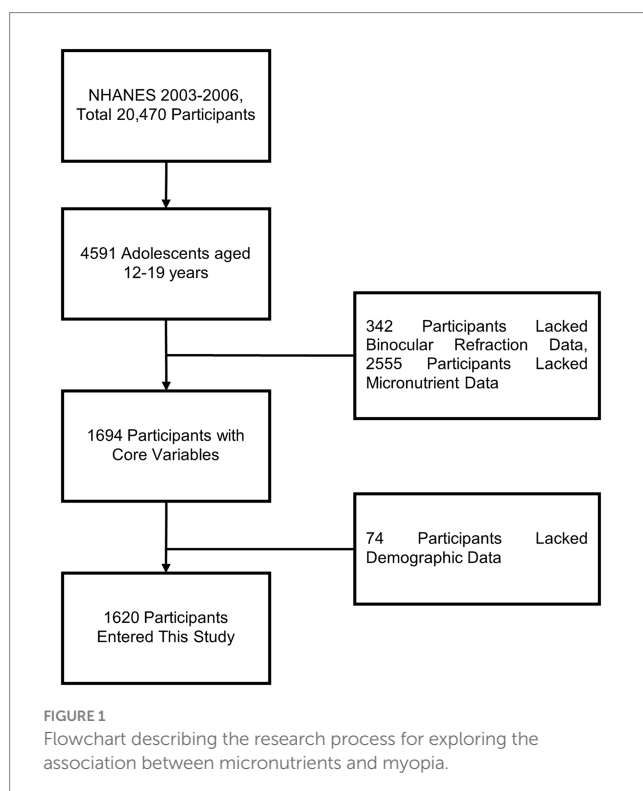 NHANES 2003-2006,
Total 20,470 Participants
4591 Adolescents aged
12-19 years
342 Participants Lacked
Binocular Refraction Data,
2555 Participants Lacked
Micronutrient Data
1694 Participants with
Core Variables
74 Participants Lacked
Demographic Data
1620 Participants
Entered This Study
FIGURE 1
Flowchart describing the research process for exploring the
association between micronutrients and myopia.